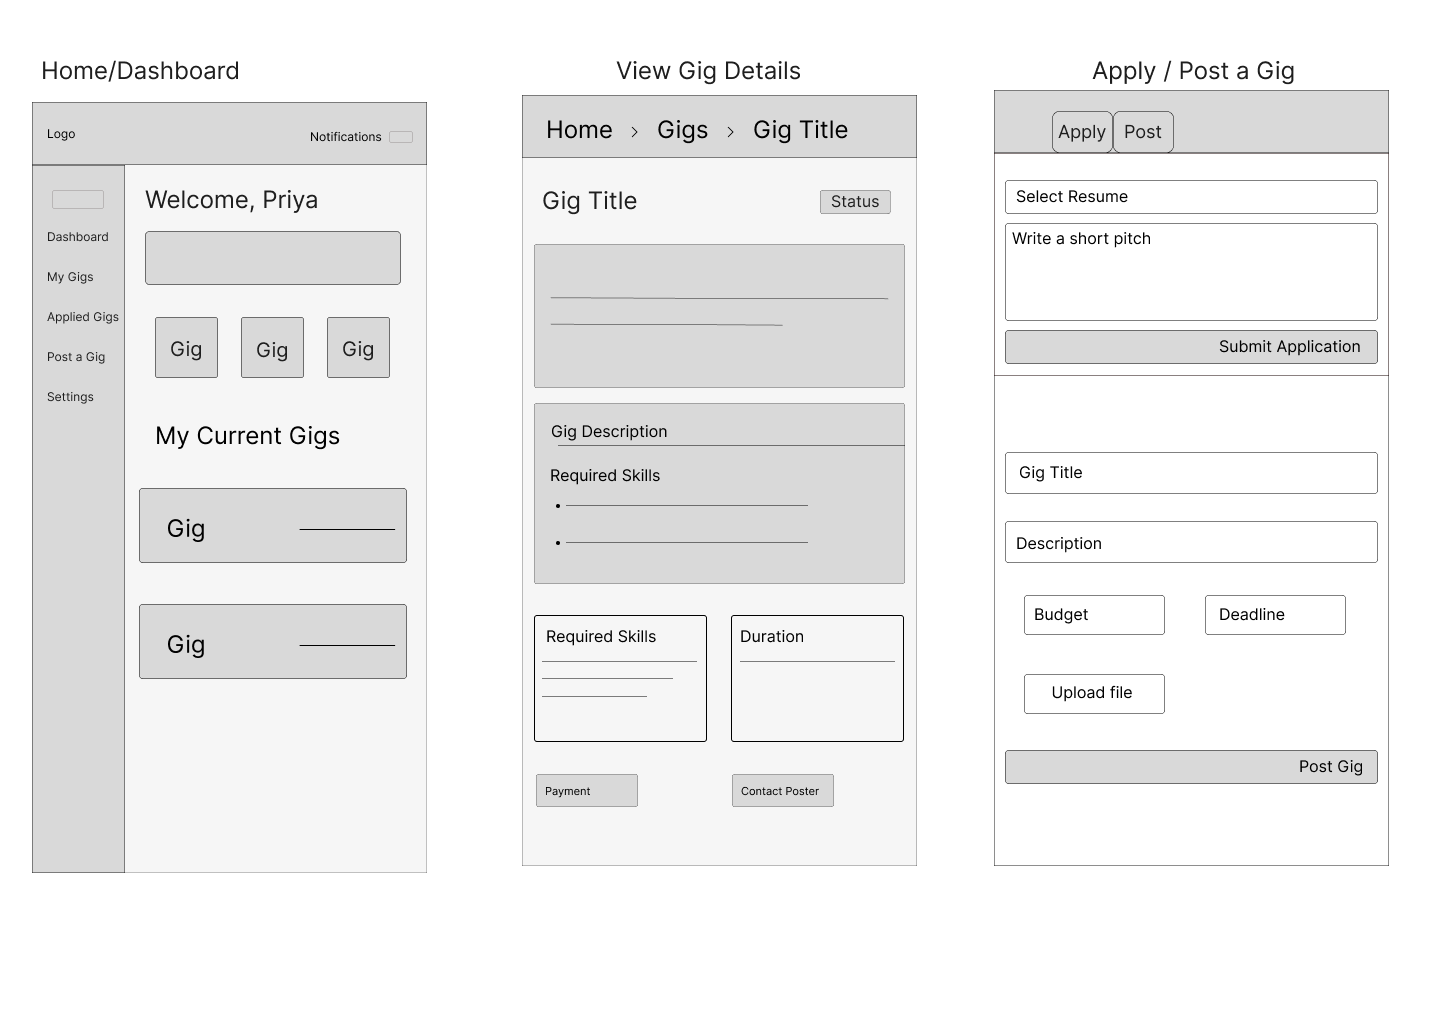 Home/Dashboard
Logo
Notifications
Dashboard
My Gigs
Applied Gigs
Post a Gig
Settings
Welcome, Priya
Gig
Gig
Gig
My Current Gigs
Gig
Gig
View Gig Details
Home > Gigs > Gig Title
Gig Title
Status
Gig Description
Required Skills
Required Skills
Duration
Payment
Contact Poster
Apply / Post a Gig
Apply
Post
Select Resume
Write a short pitch
Submit Application
Gig Title
Description
Budget
Deadline
Upload file
Post Gig